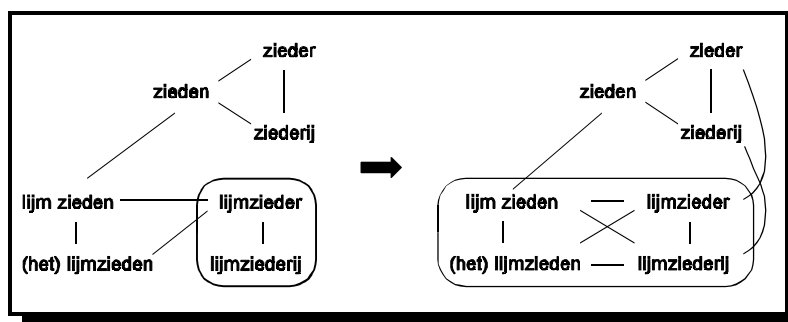 zieder
zieden
ziederij
lijm zieden
lijmzieder
(het) lijmzieden
lijmziederij
zieder
zieden
ziederij
lijm zieden
lijmzieder
(het) lijmzieden
lijmziederij